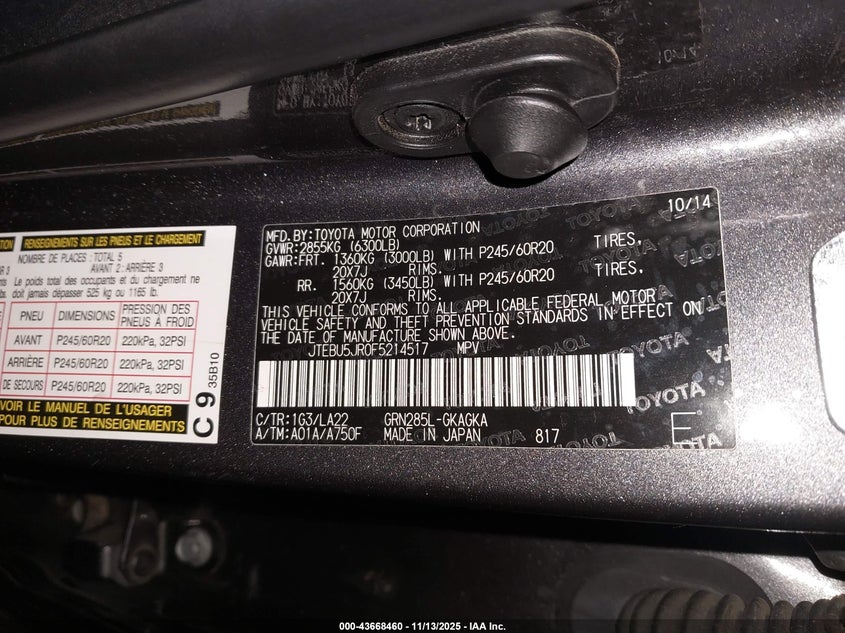 10/14
MFD. BY:TOYOTA MOTOR CORPORATION
GVWR:2855KG (6300LB)
GAWR:FRT. 1360KG (3000LB) WITH P245/60R20 TIRES,
20X7J RIMS.
RR. 1560KG (3450LB) WITH P245/60R20 TIRES,
20X7J RIMS.
THIS VEHICLE CONFORMS TO ALL APPLICABLE FEDERAL MOTOR
VEHICLE SAFETY AND THEFT PREVENTION STANDARDS IN EFFECT ON
THE DATE OF MANUFACTURE SHOWN ABOVE.
JTEBU5JR0F5214517 MPV
C/TR:1G3/LA22 GRN285L-GKAGKA
A/TM:A01A/A750F MADE IN JAPAN 817
E
TOYOTA
RENSEIGNEMENTS SUR LES PNEUS ET LE CHARGEMENT
NOMBRE DE PLACES : TOTAL 5
AVANT 2 : ARRIÈRE 3
Le poids total des occupants et du chargement ne
doit jamais dépasser 525 kg ou 1165 lb.
PNEU DIMENSIONS PRESSION DES PNEUS À FROID
AVANT P245/60R20 220kPa, 32PSI
ARRIÈRE P245/60R20 220kPa, 32PSI
DE SECOURS P245/60R20 220kPa, 32PSI
VOIR LE MANUEL DE L'USAGER
POUR PLUS DE RENSEIGNEMENTS
C 9 35B10
000-43668460 - 11/13/2025 - IAA Inc.